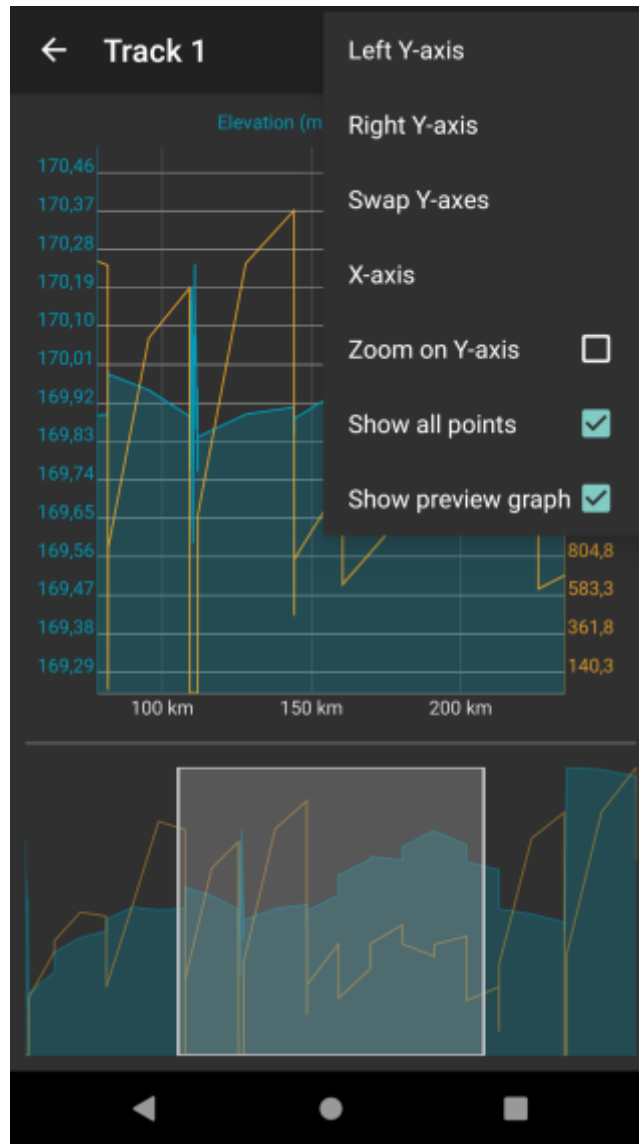 Track 1
Left Y-axis
Right Y-axis
Swap Y-axes
X-axis
Zoom on Y-axis
Show all points
Show preview graph
Elevation (m
170,46
170,37
170,28
170,19
170,10
170,01
169,92
169,83
169,74
169,65
169,56
169,47
169,38
169,29
804,8
583,3
361,8
140,3
100 km
150 km
200 km